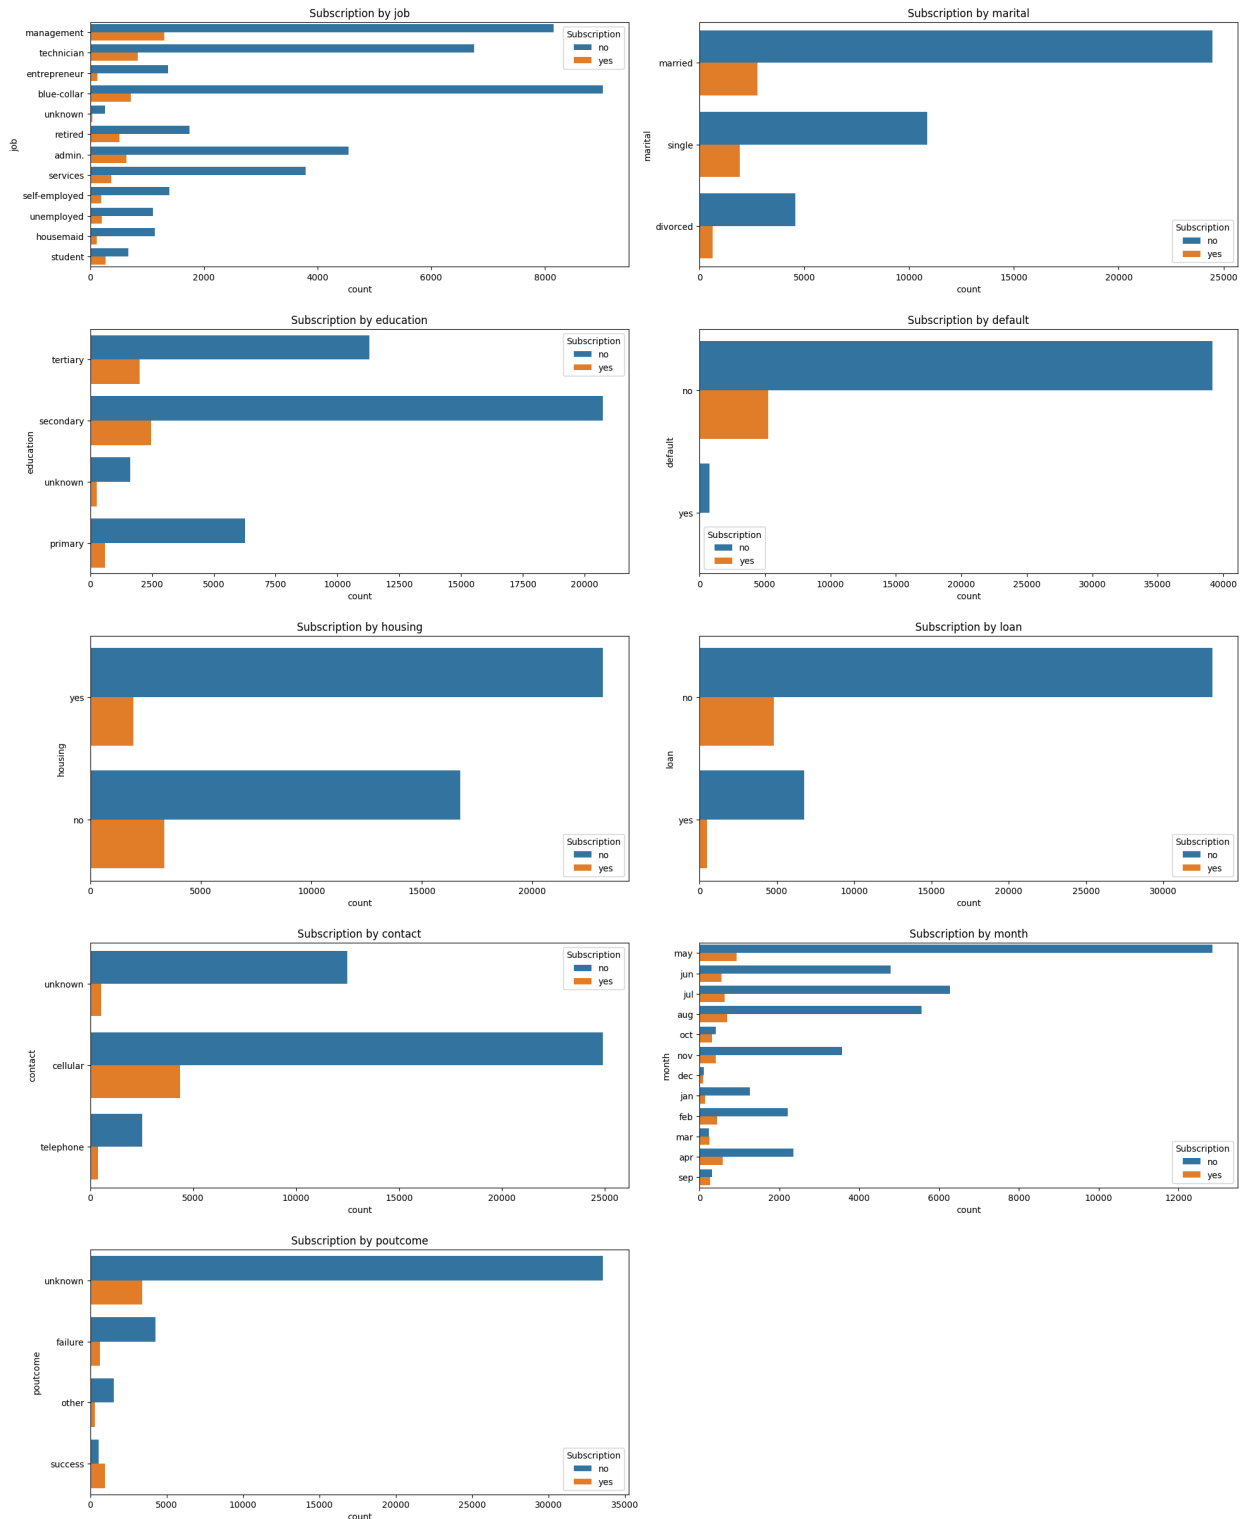 Subscription by job
management
technician
entrepreneur
blue-collar
unknown
retired
admin.
services
self-employed
unemployed
housemaid
student
job
0 2000 4000 6000 8000
count
Subscription
no
yes
Subscription by marital
married
single
divorced
marital
0 5000 10000 15000 20000 25000
count
Subscription
no
yes
Subscription by education
tertiary
secondary
unknown
primary
education
0 2500 5000 7500 10000 12500 15000 17500 20000
count
Subscription
no
yes
Subscription by default
no
yes
default
0 5000 10000 15000 20000 25000 30000 35000 40000
count
Subscription
no
yes
Subscription by housing
yes
no
housing
0 5000 10000 15000 20000
count
Subscription
no
yes
Subscription by loan
no
yes
loan
0 5000 10000 15000 20000 25000 30000
count
Subscription
no
yes
Subscription by contact
unknown
cellular
telephone
contact
0 5000 10000 15000 20000 25000
count
Subscription
no
yes
Subscription by month
may
jun
jul
aug
oct
nov
dec
jan
feb
mar
apr
sep
month
0 2000 4000 6000 8000 10000 12000
count
Subscription
no
yes
Subscription by poutcome
unknown
failure
other
success
poutcome
0 5000 10000 15000 20000 25000 30000 35000
count
Subscription
no
yes